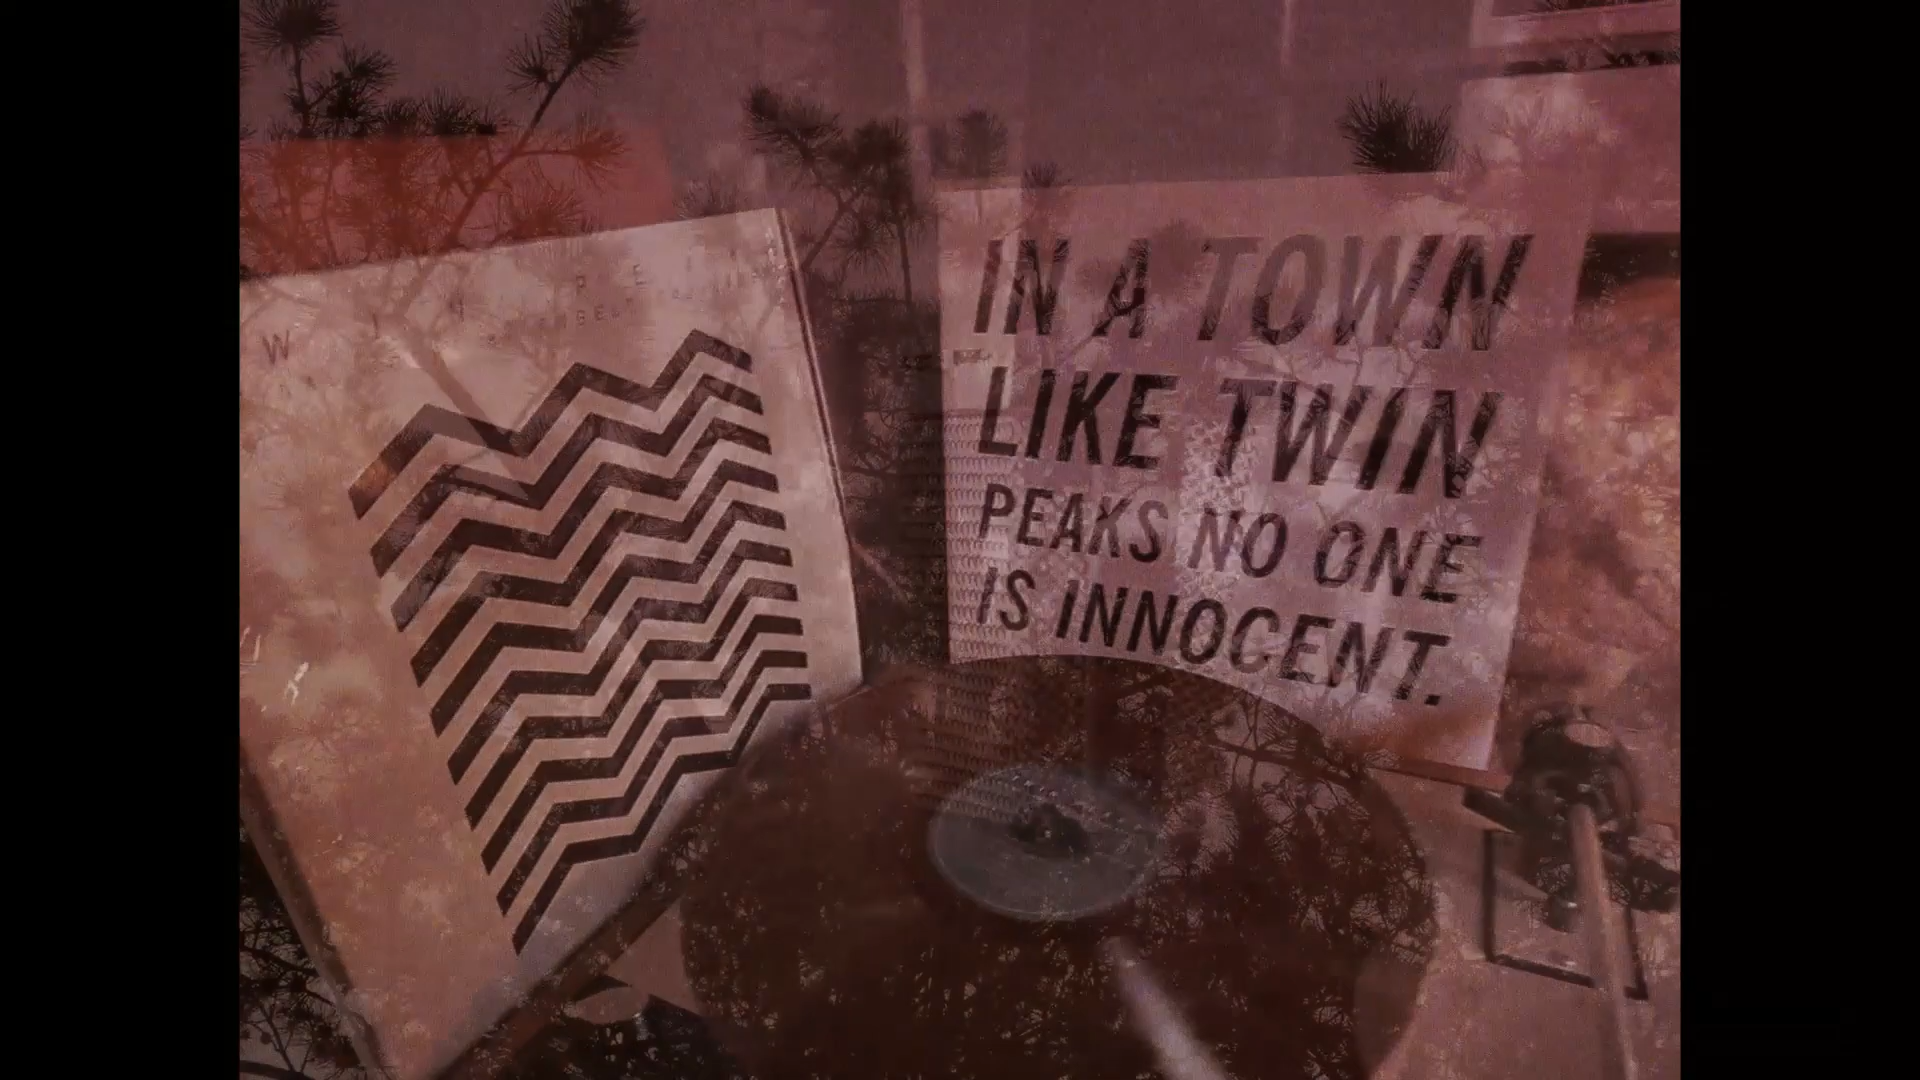 IN A TOWN
LIKE TWIN
PEAKS NO ONE
IS INNOCENT.